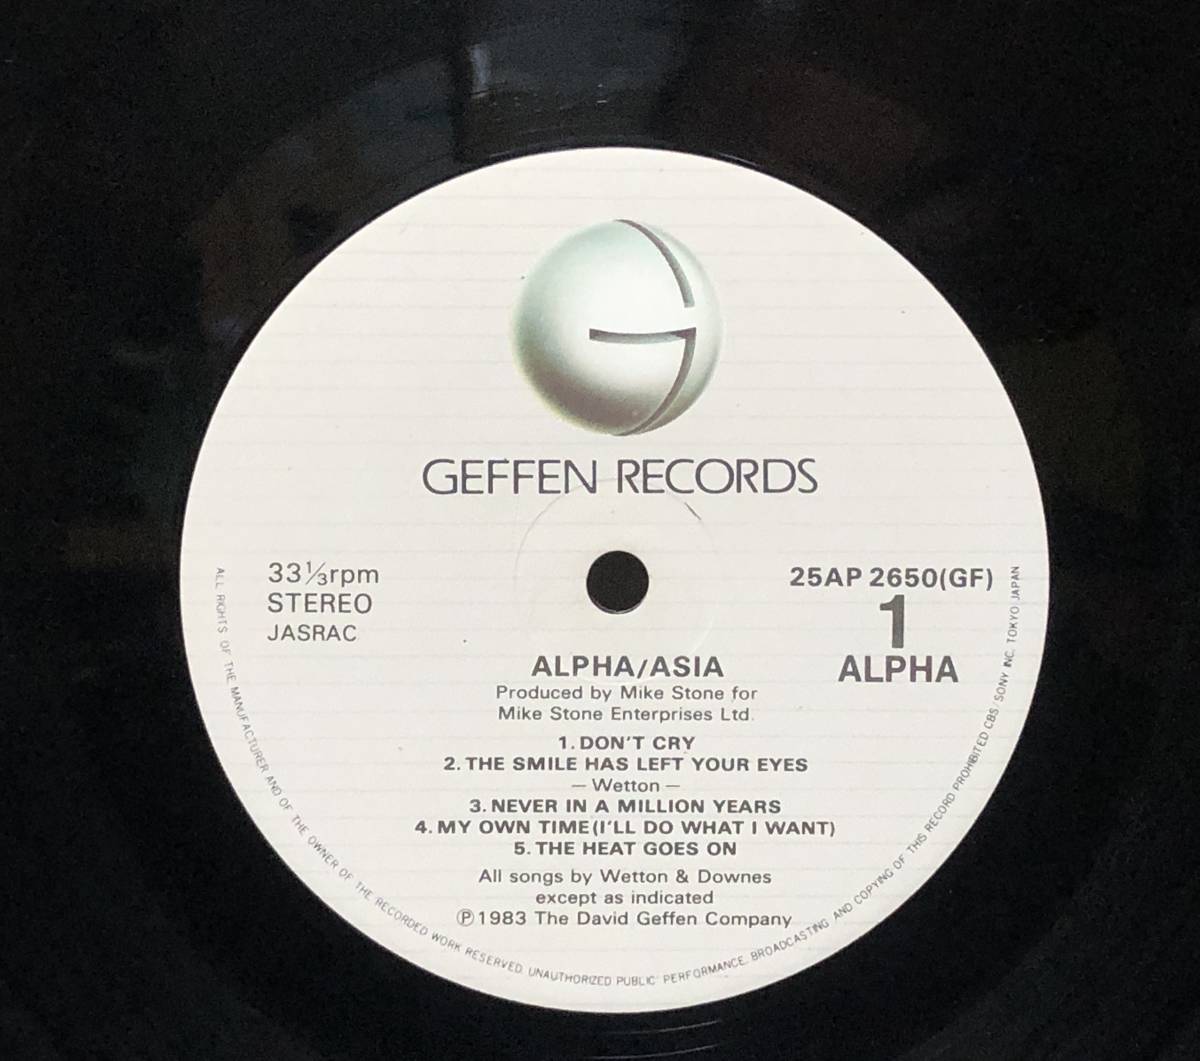 GEFFEN RECORDS
33⅓rpm
STEREO
JASRAC
25AP 2650(GF)
1
ALPHA
ALPHA/ASIA
Produced by Mike Stone for
Mike Stone Enterprises Ltd.
1. DON'T CRY
2. THE SMILE HAS LEFT YOUR EYES
— Wetton —
3. NEVER IN A MILLION YEARS
4. MY OWN TIME (I'LL DO WHAT I WANT)
5. THE HEAT GOES ON
All songs by Wetton & Downes
except as indicated
Ⓟ1983 The David Geffen Company
ALL RIGHTS OF THE MANUFACTURER AND OF THE OWNER OF THE RECORDED WORK RESERVED. UNAUTHORIZED PUBLIC PERFORMANCE, BROADCASTING AND COPYING OF THIS RECORD PROHIBITED CBS/SONY INC. TOKYO JAPAN